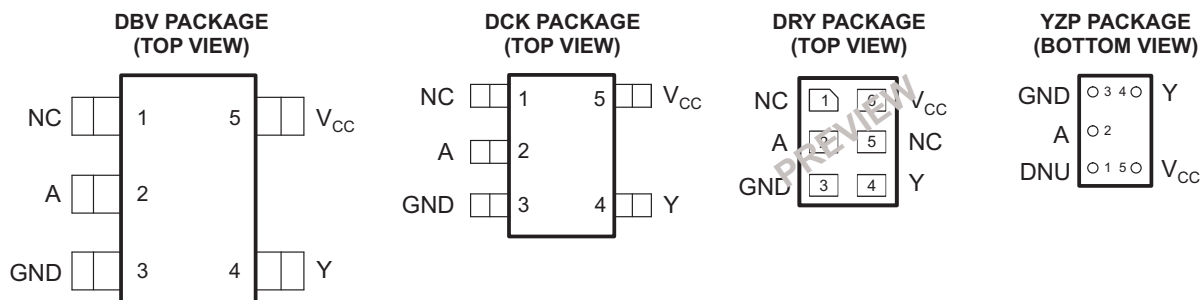 DBV PACKAGE
(TOP VIEW)
NC 1 5 VCC
A 2
GND 3 4 Y
DCK PACKAGE
(TOP VIEW)
NC 1 5 VCC
A 2
GND 3 4 Y
DRY PACKAGE
(TOP VIEW)
NC 1 6 VCC
A 2 5 NC
GND 3 4 Y
PREVIEW
YZP PACKAGE
(BOTTOM VIEW)
GND 3 4 Y
A 2
DNU 1 5 VCC